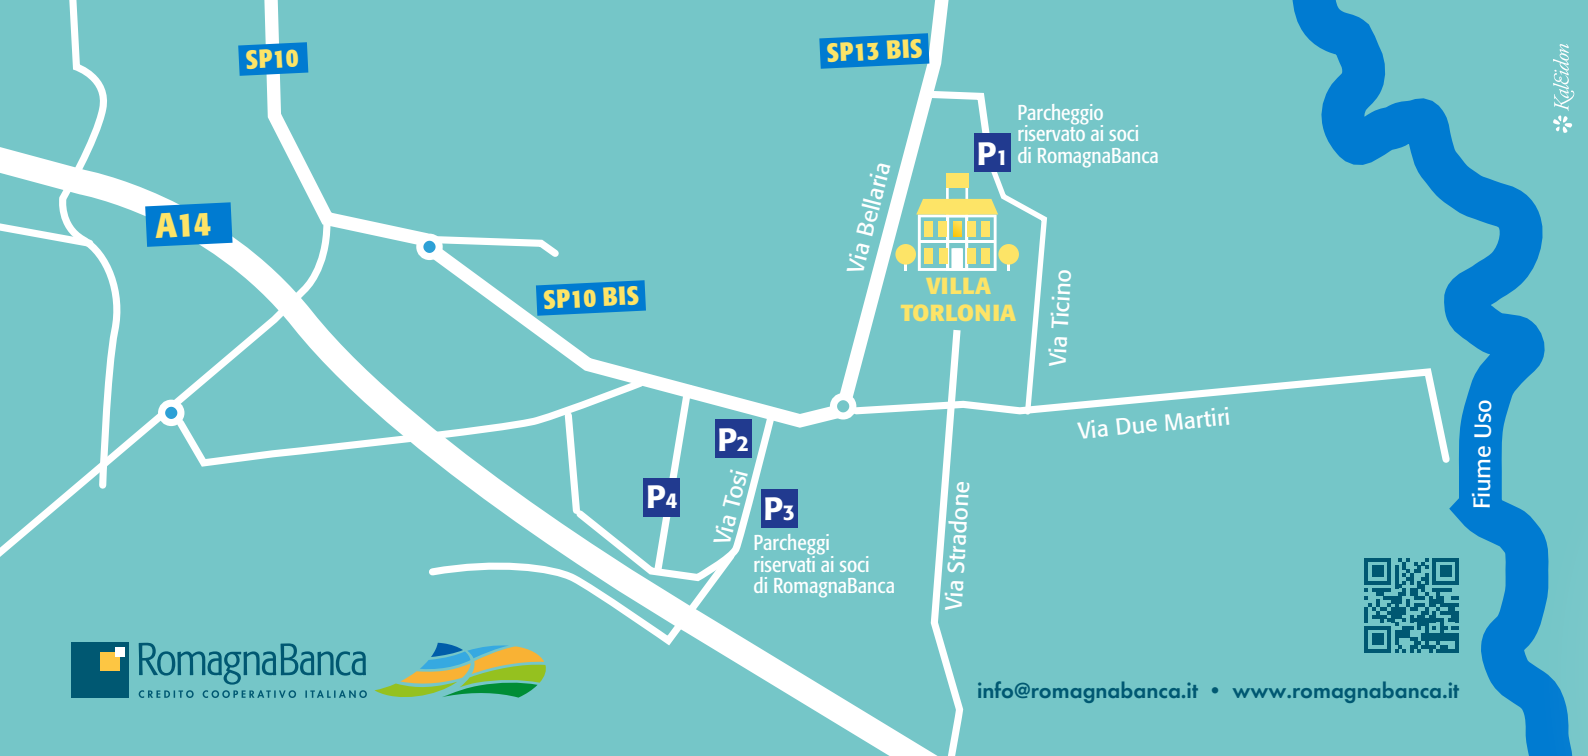 SP10
SP13 BIS
KalEidon
Parcheggio
riservato ai soci
di RomagnaBanca
P1
Via Bellaria
A14
SP10 BIS
VILLA
TORLONIA
Via Ticino
Via Due Martiri
Fiume Uso
P2
P4
Via Tosi
P3
Parcheggi
riservati ai soci
di RomagnaBanca
Via Stradone
RomagnaBanca
CREDITO COOPERATIVO ITALIANO
info@romagnabanca.it • www.romagnabanca.it